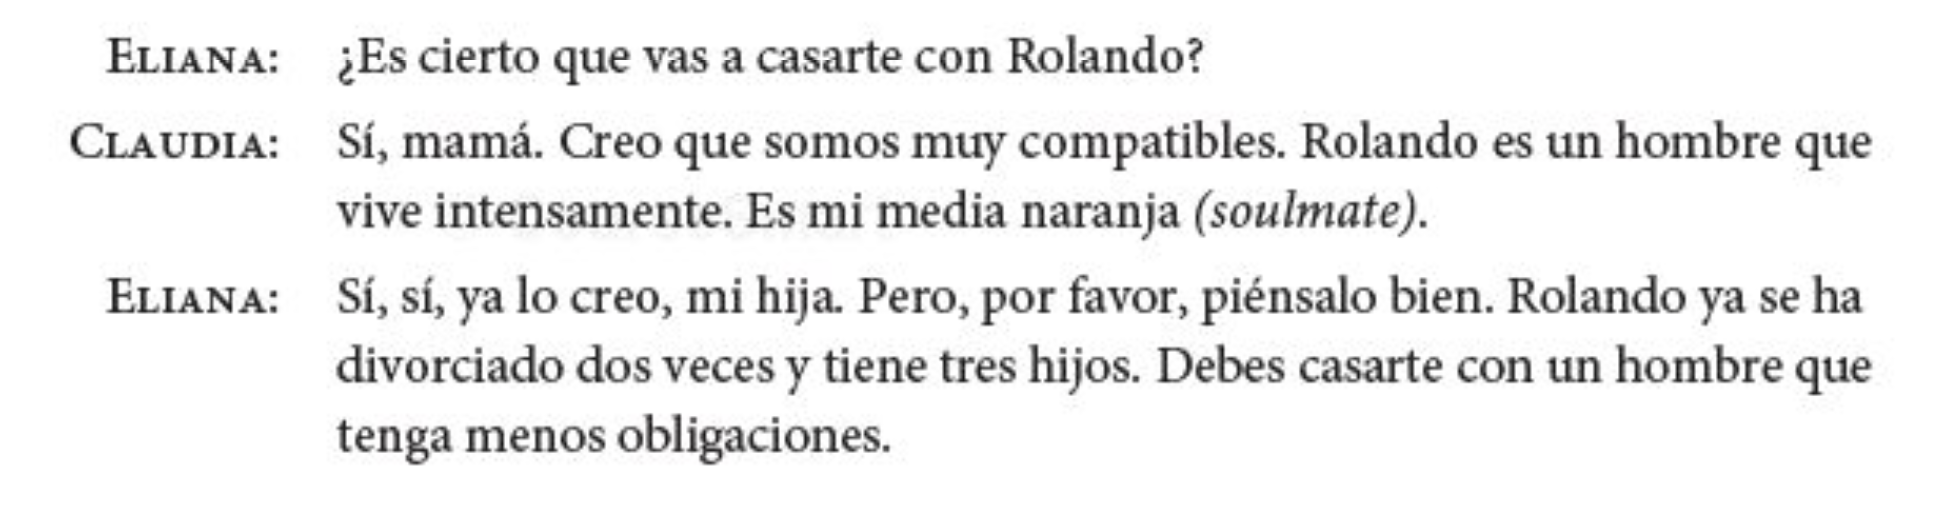 ELIANA: ¿Es cierto que vas a casarte con Rolando?
CLAUDIA: Sí, mamá. Creo que somos muy compatibles. Rolando es un hombre que
vive intensamente. Es mi media naranja (soulmate).
ELIANA: Sí, sí, ya lo creo, mi hija. Pero, por favor, piénsalo bien. Rolando ya se ha
divorciado dos veces y tiene tres hijos. Debes casarte con un hombre que
tenga menos obligaciones.